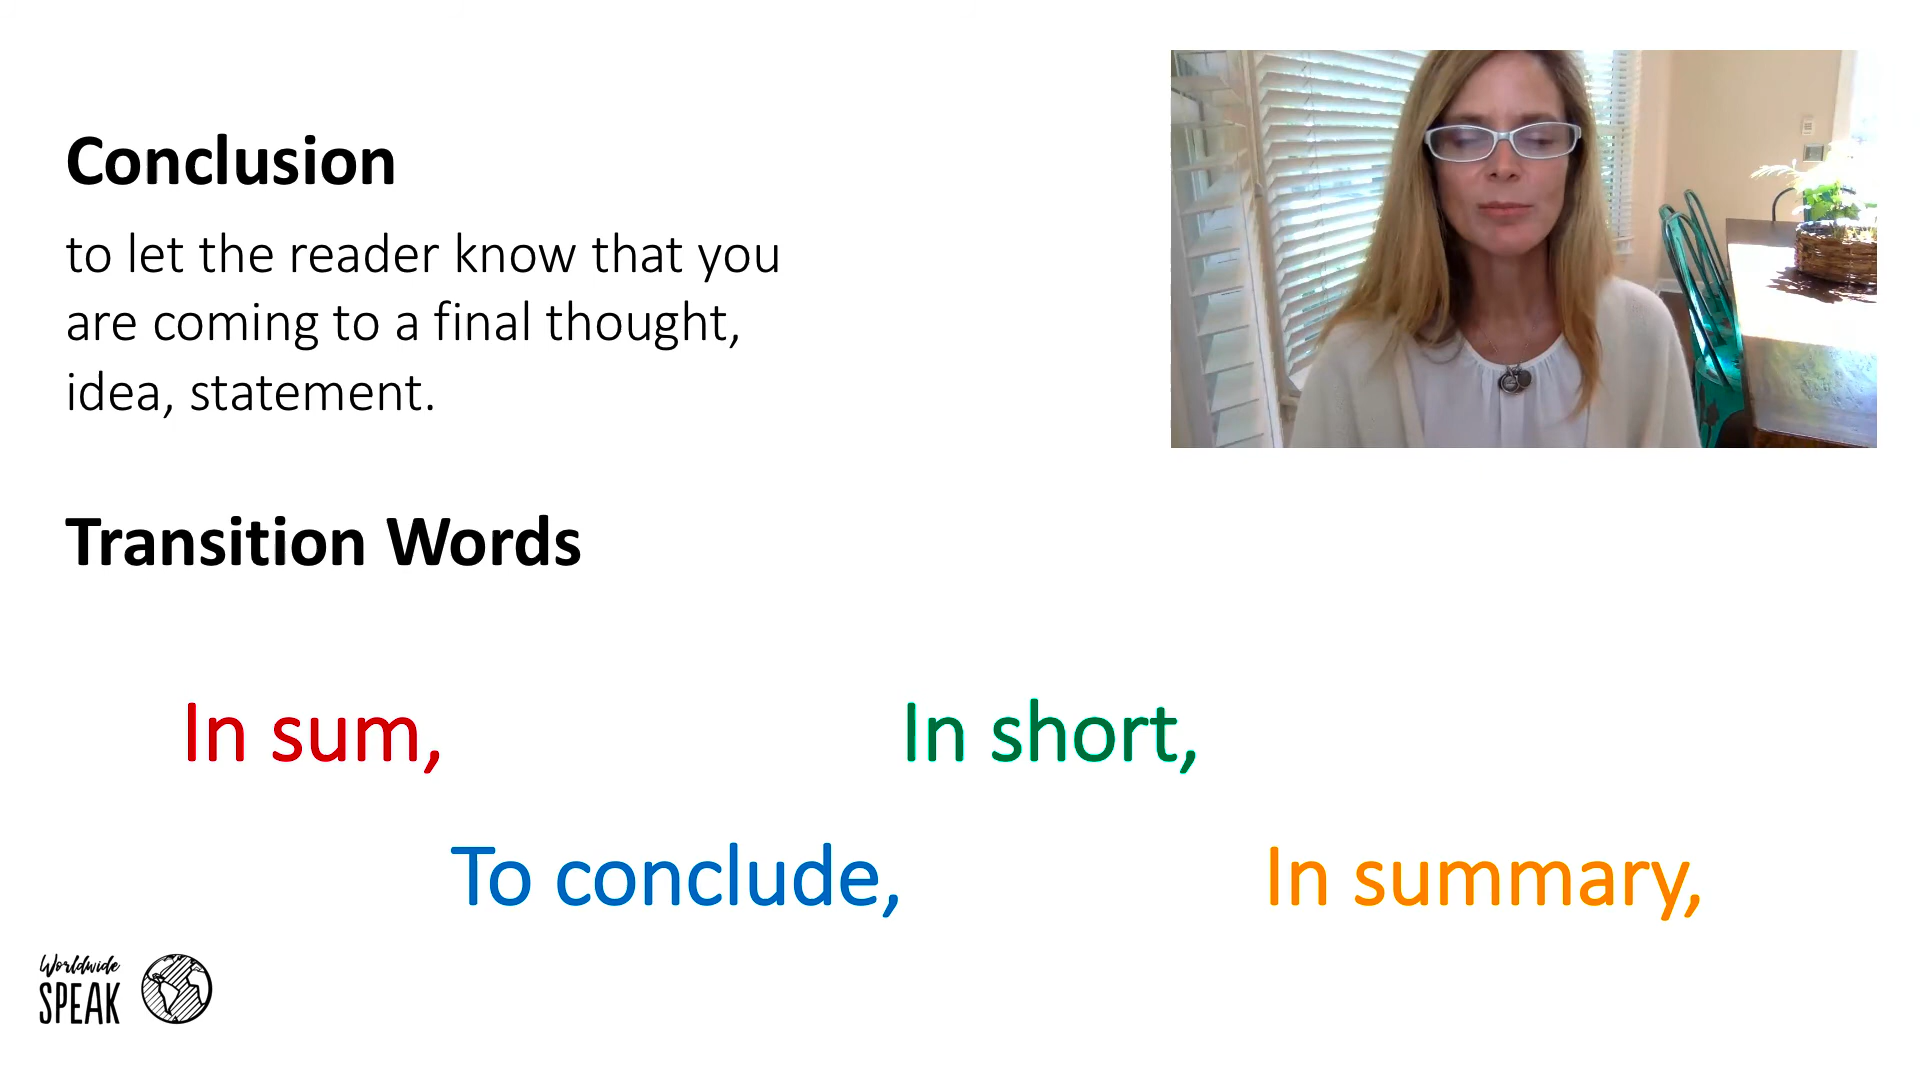 Conclusion
to let the reader know that you
are coming to a final thought,
idea, statement.
Transition Words
In sum,
In short,
To conclude,
In summary,
Worldwide
SPEAK